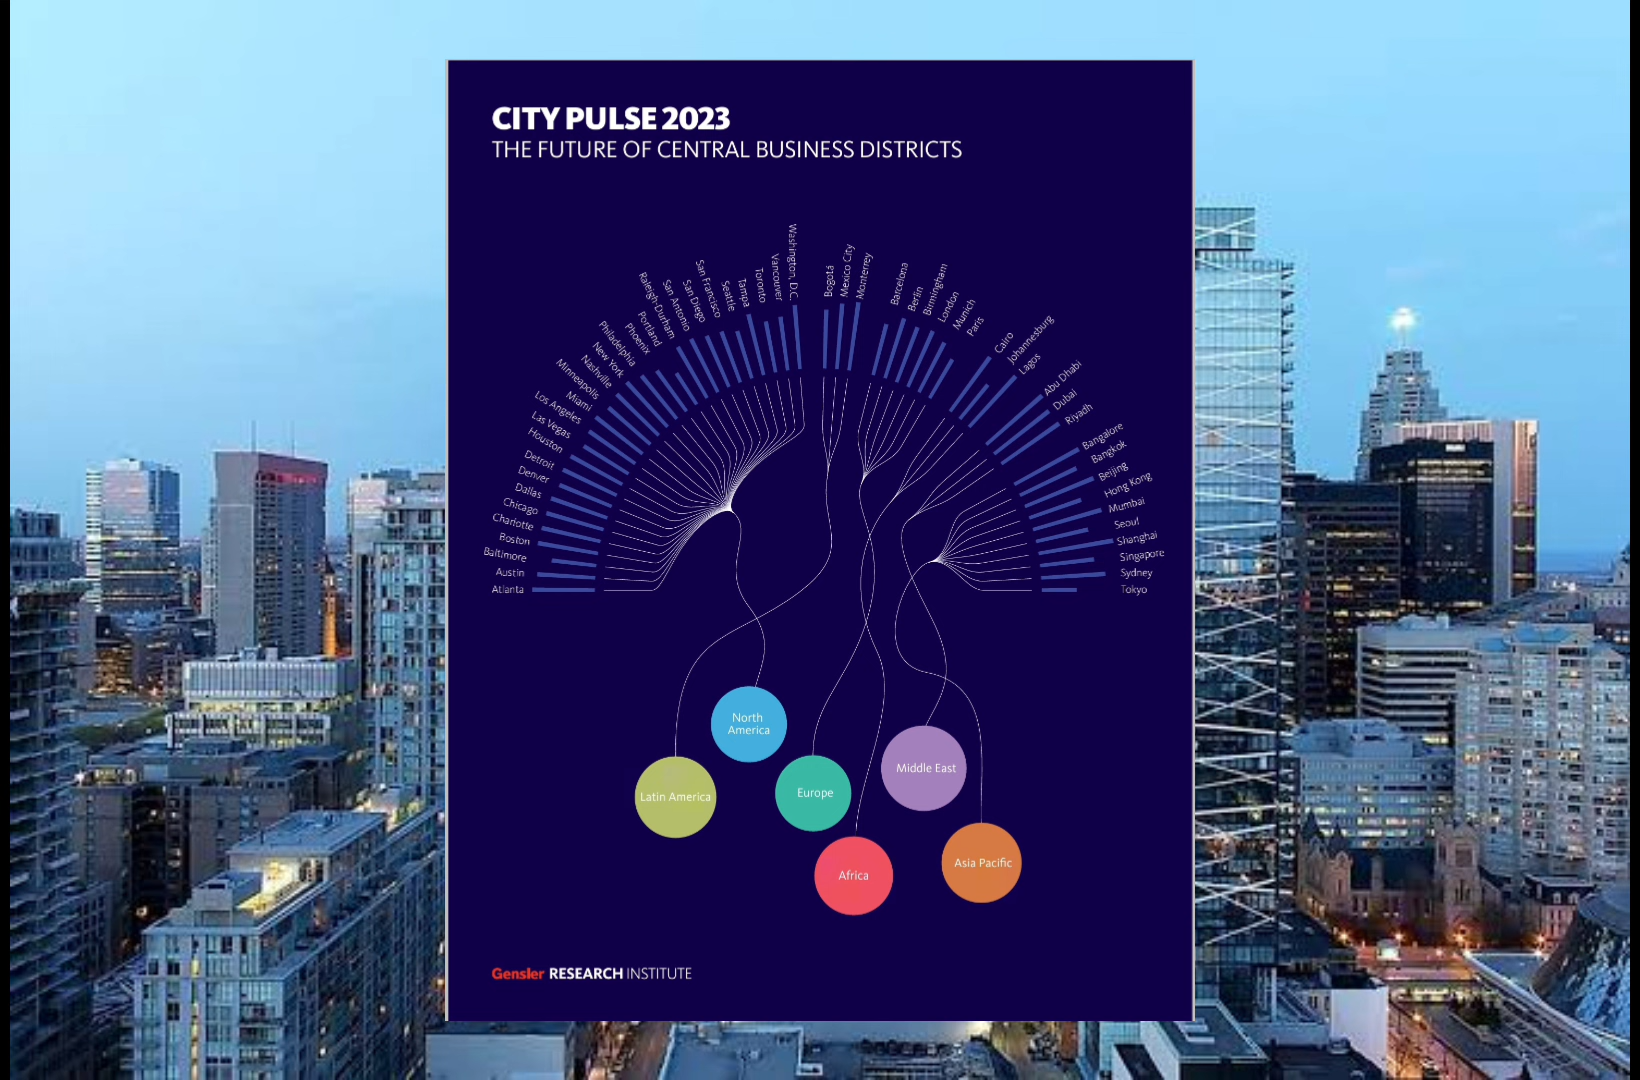 CITY PULSE 2023
THE FUTURE OF CENTRAL BUSINESS DISTRICTS
Atlanta
Austin
Baltimore
Boston
Charlotte
Chicago
Dallas
Denver
Detroit
Houston
Las Vegas
Los Angeles
Miami
Minneapolis
Nashville
New York
Philadelphia
Phoenix
Portland
Raleigh-Durham
San Antonio
San Diego
San Francisco
Seattle
Tampa
Toronto
Vancouver
Washington, D.C.
Bogotá
Mexico City
Monterrey
Barcelona
Berlin
Birmingham
London
Munich
Paris
Cairo
Johannesburg
Lagos
Abu Dhabi
Dubai
Riyadh
Bangalore
Bangkok
Beijing
Hong Kong
Mumbai
Seoul
Shanghai
Singapore
Sydney
Tokyo
North
America
Latin America
Europe
Middle East
Africa
Asia Pacific
Gensler RESEARCH INSTITUTE